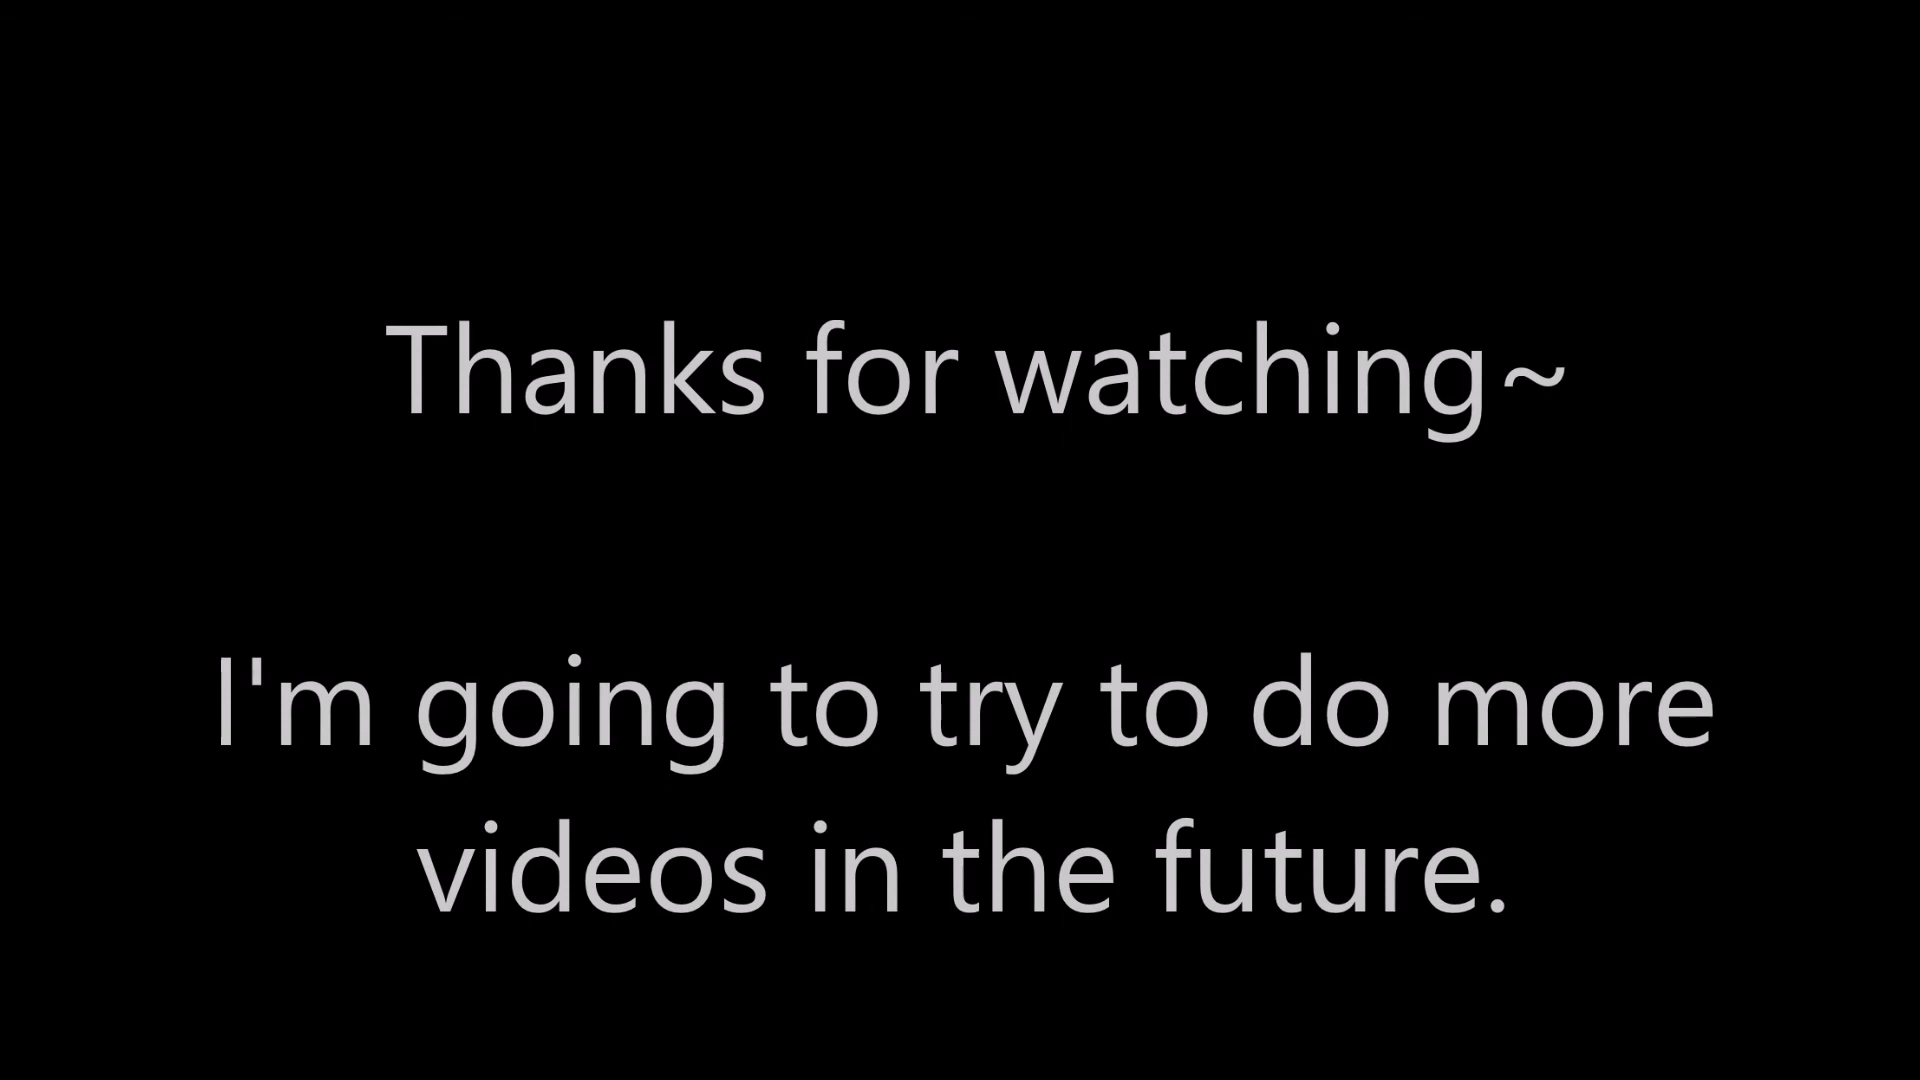 Thanks for watching~
I'm going to try to do more
videos in the future.